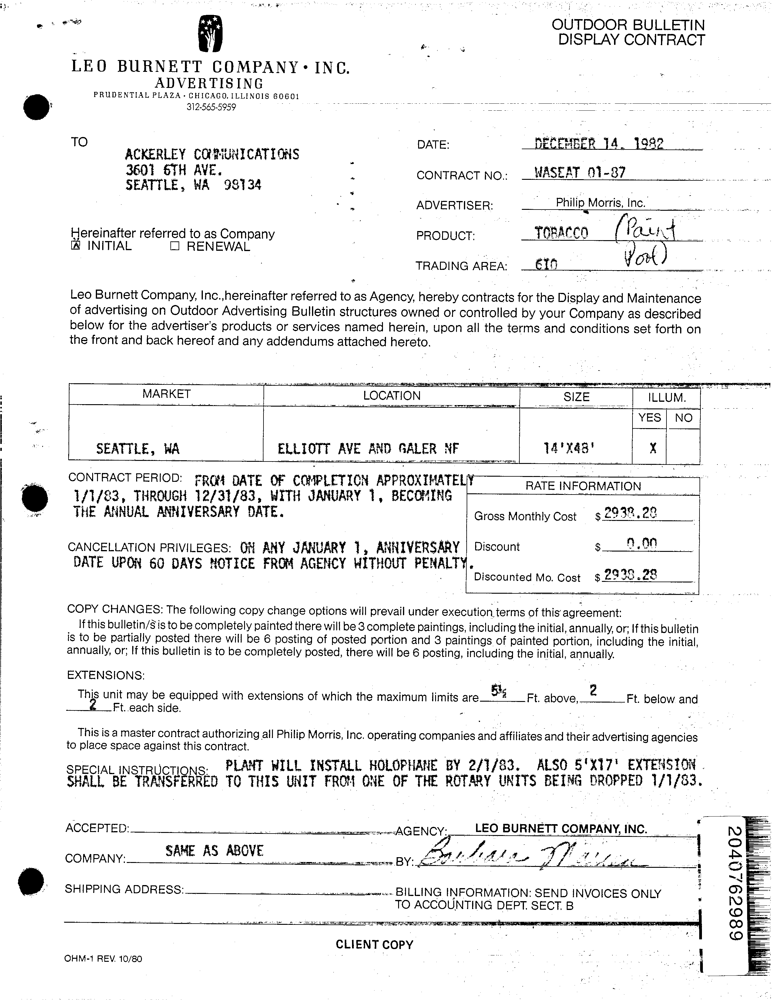 OUTDOOR BULLETIN
DISPLAY CONTRACT
LEO BURNETT COMPANY • INC.
ADVERTISING
PRUDENTIAL PLAZA • CHICAGO, ILLINOIS 60601
312-565-5959
TO
ACKERLEY COMMUNICATIONS
3601 6TH AVE.
SEATTLE, WA 98134
DATE: DECEMBER 14, 1982
CONTRACT NO.: WASEAT 01-87
ADVERTISER: Philip Morris, Inc.
Hereinafter referred to as Company
☒ INITIAL ☐ RENEWAL
PRODUCT: TOBACCO (Paint
TRADING AREA: 610
Leo Burnett Company, Inc., hereinafter referred to as Agency, hereby contracts for the Display and Maintenance
of advertising on Outdoor Advertising Bulletin structures owned or controlled by your Company as described
below for the advertiser's products or services named herein, upon all the terms and conditions set forth on
the front and back hereof and any addendums attached hereto.
MARKET LOCATION SIZE ILLUM.
YES NO
SEATTLE, WA ELLIOTT AVE AND GALER NF 14'X48' X
CONTRACT PERIOD: FROM DATE OF COMPLETION APPROXIMATELY
1/1/83, THROUGH 12/31/83, WITH JANUARY 1, BECOMING
THE ANNUAL ANNIVERSARY DATE.
CANCELLATION PRIVILEGES: ON ANY JANUARY 1, ANNIVERSARY
DATE UPON 60 DAYS NOTICE FROM AGENCY WITHOUT PENALTY.
RATE INFORMATION
Gross Monthly Cost $ 2938.28
Discount $ 0.00
Discounted Mo. Cost $ 2938.28
COPY CHANGES: The following copy change options will prevail under execution terms of this agreement:
If this bulletin/s is to be completely painted there will be 3 complete paintings, including the initial, annually, or; If this bulletin
is to be partially posted there will be 6 posting of posted portion and 3 paintings of painted portion, including the initial,
annually, or; If this bulletin is to be completely posted, there will be 6 posting, including the initial, annually.
EXTENSIONS:
This unit may be equipped with extensions of which the maximum limits are 5½ Ft. above, 2 Ft. below and
2 Ft. each side.
This is a master contract authorizing all Philip Morris, Inc. operating companies and affiliates and their advertising agencies
to place space against this contract.
SPECIAL INSTRUCTIONS: PLANT WILL INSTALL HOLOPHANE BY 2/1/83. ALSO 5'X17' EXTENSION
SHALL BE TRANSFERRED TO THIS UNIT FROM ONE OF THE ROTARY UNITS BEING DROPPED 1/1/83.
ACCEPTED: AGENCY: LEO BURNETT COMPANY, INC.
COMPANY: SAME AS ABOVE BY: Barbara
SHIPPING ADDRESS: BILLING INFORMATION: SEND INVOICES ONLY
TO ACCOUNTING DEPT. SECT. B
2040762989
CLIENT COPY
OHM-1 REV. 10/80